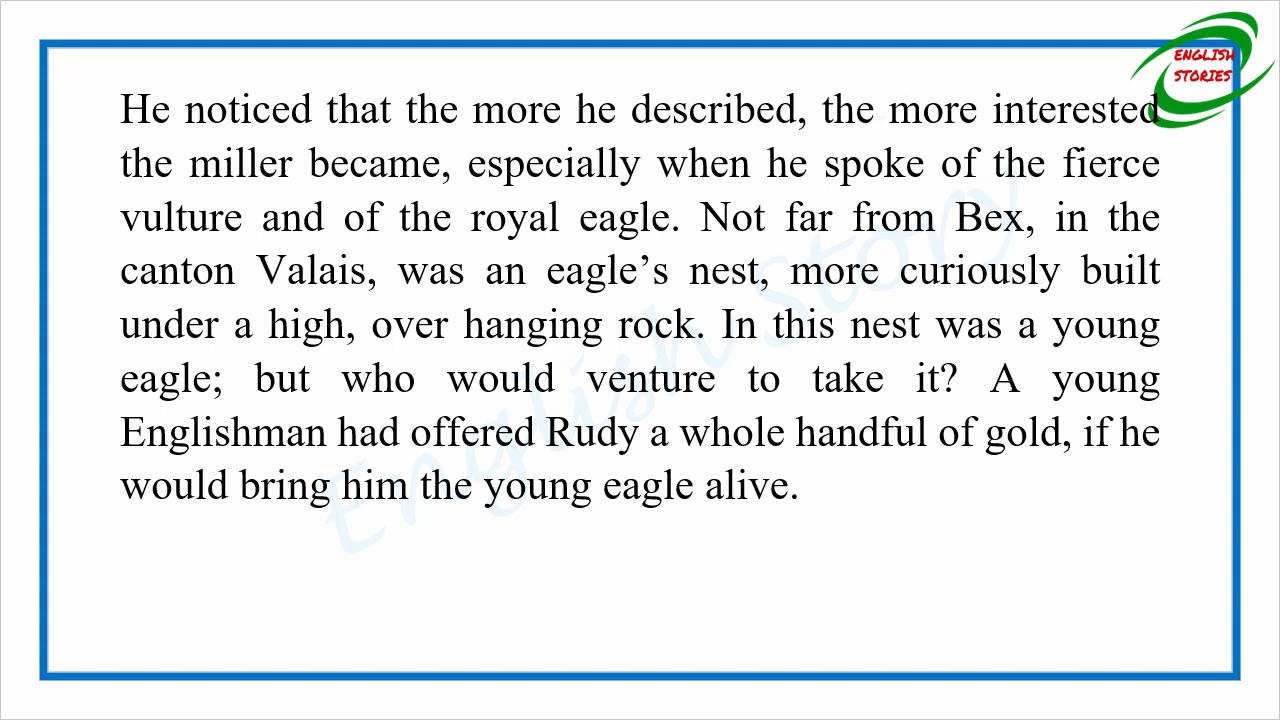 ENGLISH
STORIES
He noticed that the more he described, the more interested
the miller became, especially when he spoke of the fierce
vulture and of the royal eagle. Not far from Bex, in the
canton Valais, was an eagle’s nest, more curiously built
under a high, over hanging rock. In this nest was a young
eagle; but who would venture to take it? A young
Englishman had offered Rudy a whole handful of gold, if he
would bring him the young eagle alive.
English Story